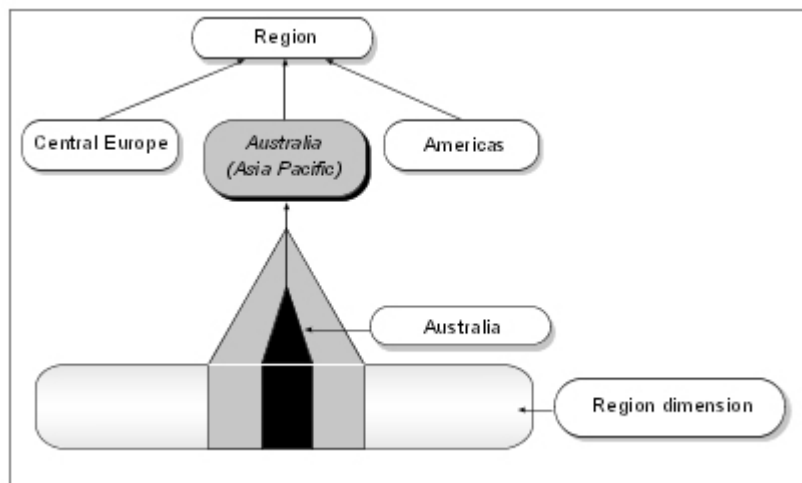 Region
Central Europe
Australia
(Asia Pacific)
Americas
Australia
Region dimension